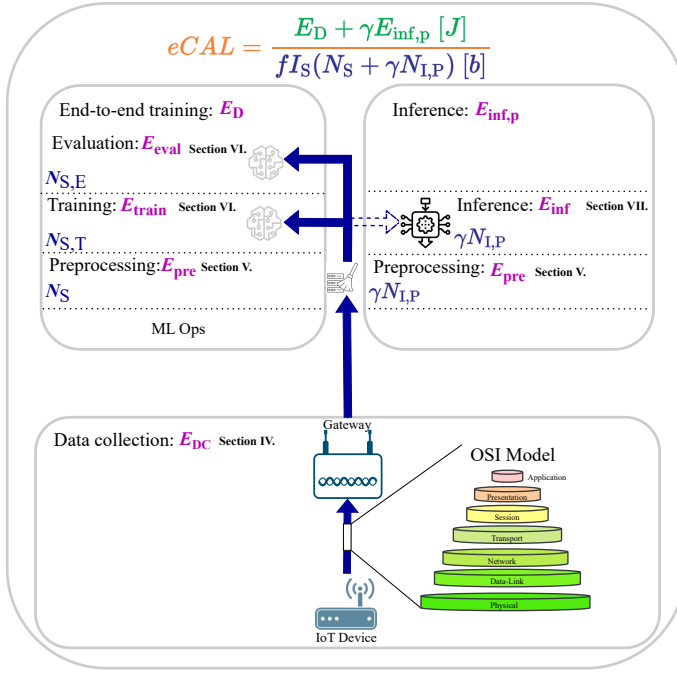 eCAL = E_D + γE_inf,p [J] / fI_S(N_S + γN_I,P) [b]
End-to-end training: E_D
Evaluation: E_eval Section VI.
N_S,E
Training: E_train Section VI.
N_S,T
Preprocessing: E_pre Section V.
N_S
ML Ops
Inference: E_inf,p
Inference: E_inf Section VII.
γN_I,P
Preprocessing: E_pre Section V.
γN_I,P
Data collection: E_DC Section IV.
Gateway
IoT Device
OSI Model
Application
Presentation
Session
Transport
Network
Data-Link
Physical